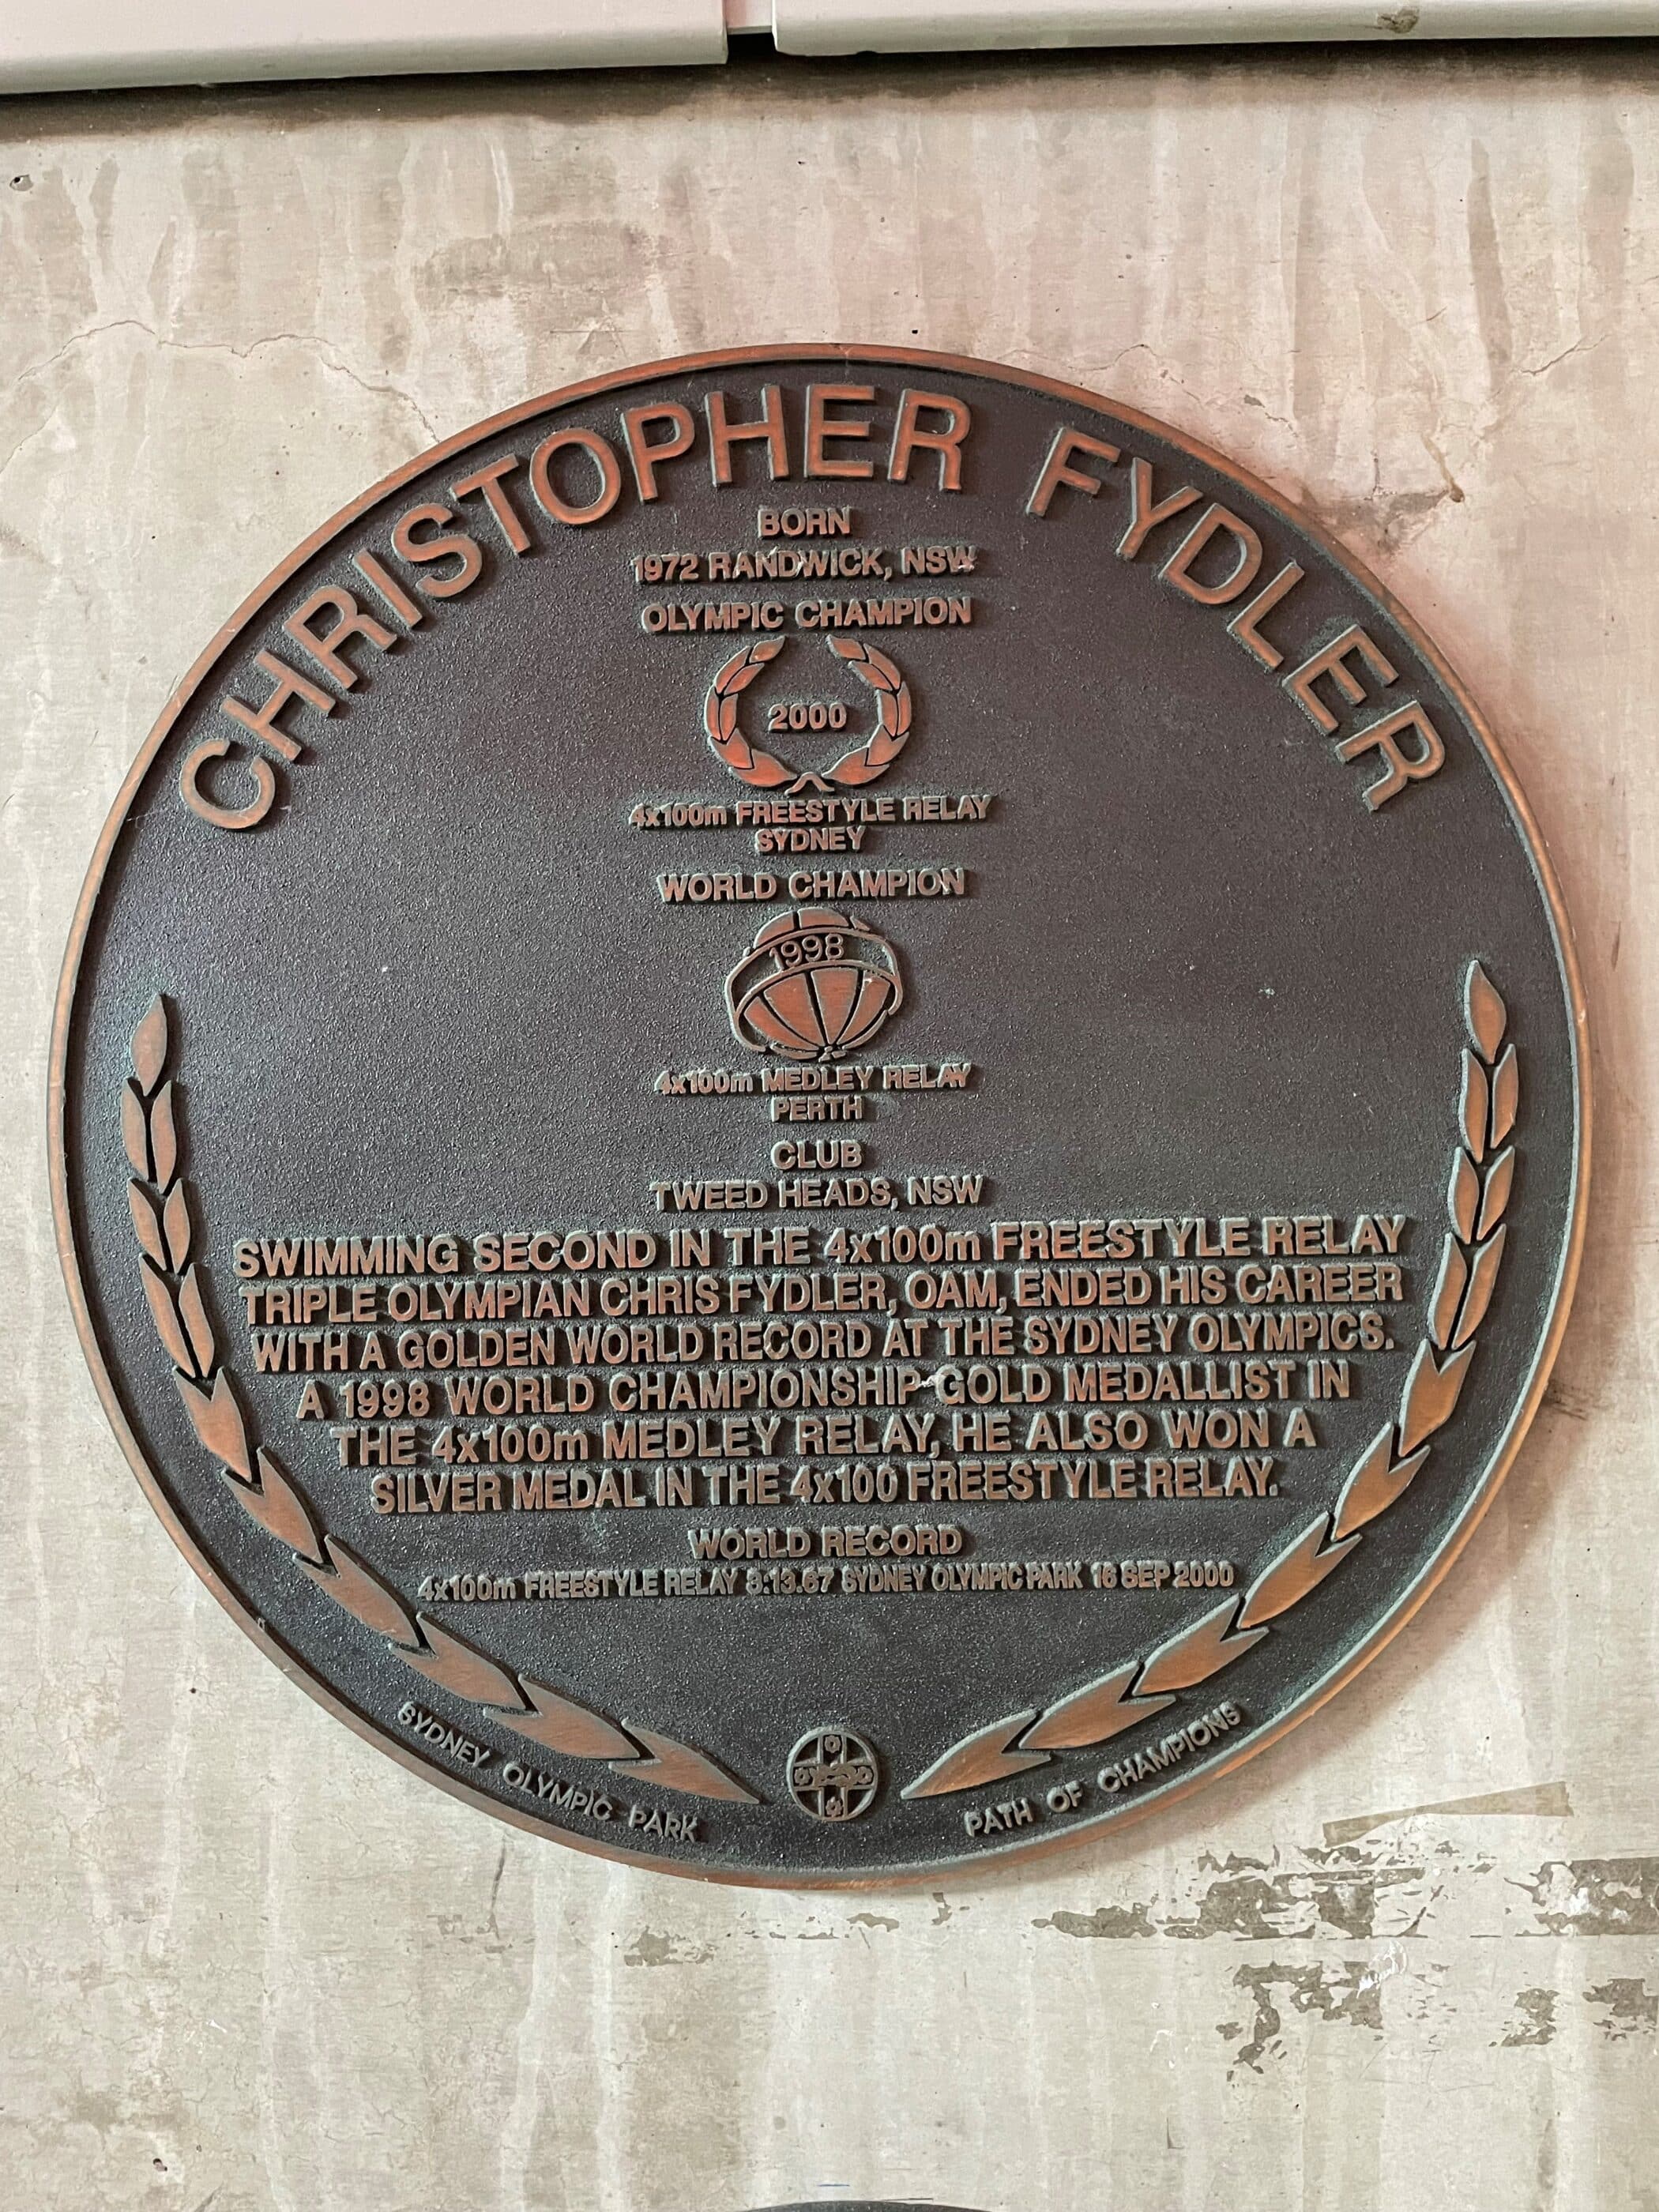 CHRISTOPHER FYDLER
BORN
1972 RANDWICK, NSW
OLYMPIC CHAMPION
2000
4x100m FREESTYLE RELAY
SYDNEY
WORLD CHAMPION
1998
4x100m MEDLEY RELAY
PERTH
CLUB
TWEED HEADS, NSW
SWIMMING SECOND IN THE 4x100m FREESTYLE RELAY
TRIPLE OLYMPIAN CHRIS FYDLER, OAM, ENDED HIS CAREER
WITH A GOLDEN WORLD RECORD AT THE SYDNEY OLYMPICS.
A 1998 WORLD CHAMPIONSHIP GOLD MEDALLIST IN
THE 4x100m MEDLEY RELAY, HE ALSO WON A
SILVER MEDAL IN THE 4x100 FREESTYLE RELAY.
WORLD RECORD
4x100m FREESTYLE RELAY 3:13.67 SYDNEY OLYMPIC PARK 16 SEP 2000
SYDNEY OLYMPIC PARK
PATH OF CHAMPIONS